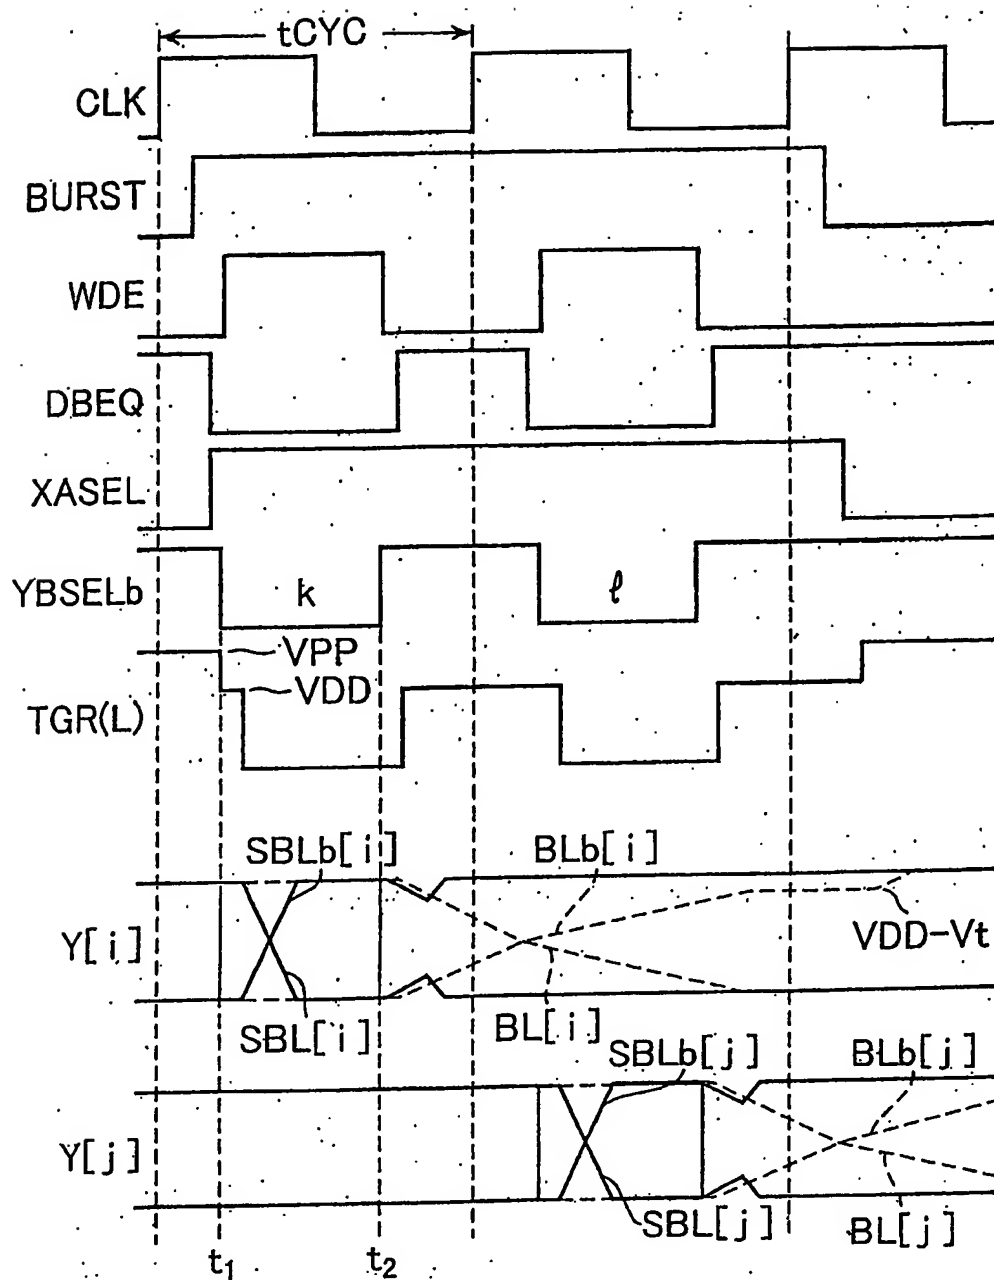 tCYC
CLK
BURST
WDE
DBEQ
XASEL
YBSELb
k
ℓ
VPP
VDD
TGR(L)
SBLb[i]
BLb[i]
Y[i]
VDD-Vt
SBL[i]
BL[i]
SBLb[j]
BLb[j]
Y[j]
SBL[j]
BL[j]
t1
t2